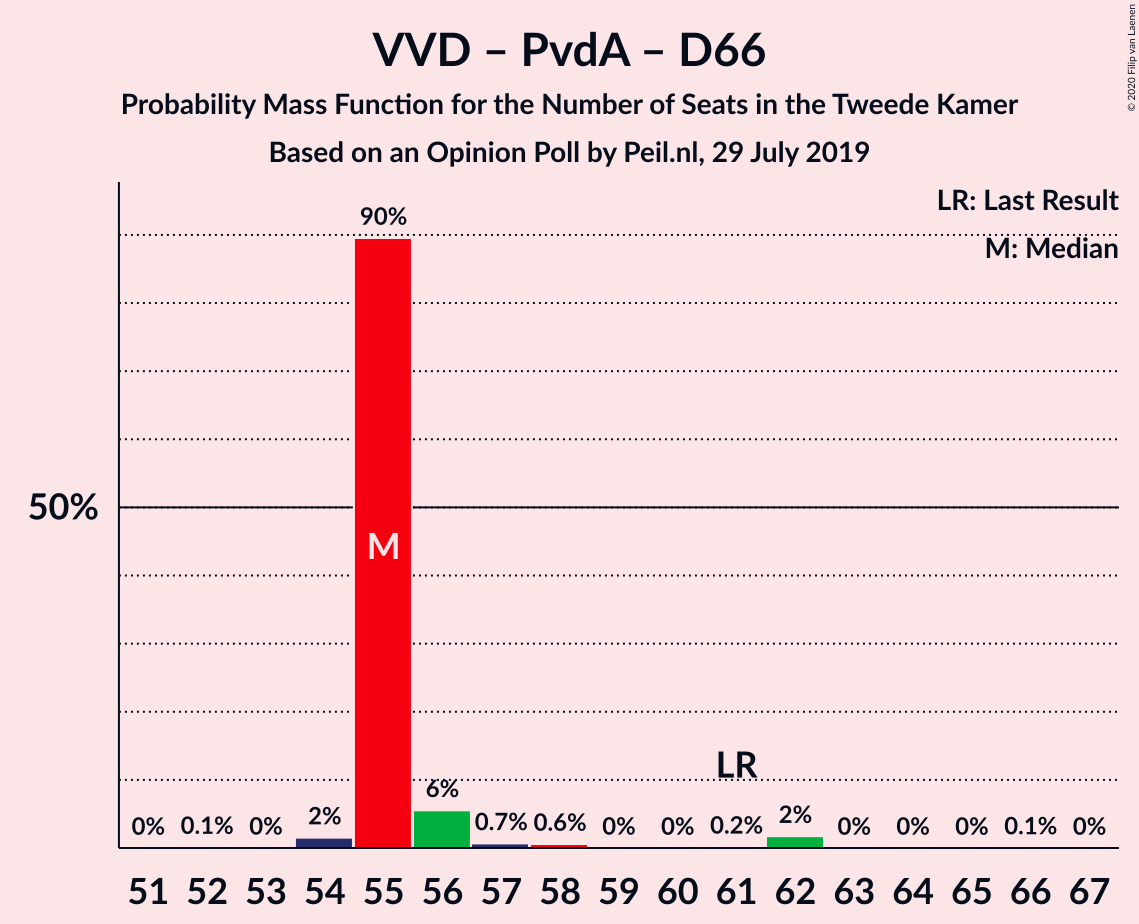 VVD – PvdA – D66
Probability Mass Function for the Number of Seats in the Tweede Kamer
Based on an Opinion Poll by Peil.nl, 29 July 2019
© 2020 Filip van Laenen
LR: Last Result
M: Median
90%
50%
M
LR
0% 0.1% 0% 2% 6% 0.7% 0.6% 0% 0% 0.2% 2% 0% 0% 0% 0.1% 0%
51 52 53 54 55 56 57 58 59 60 61 62 63 64 65 66 67